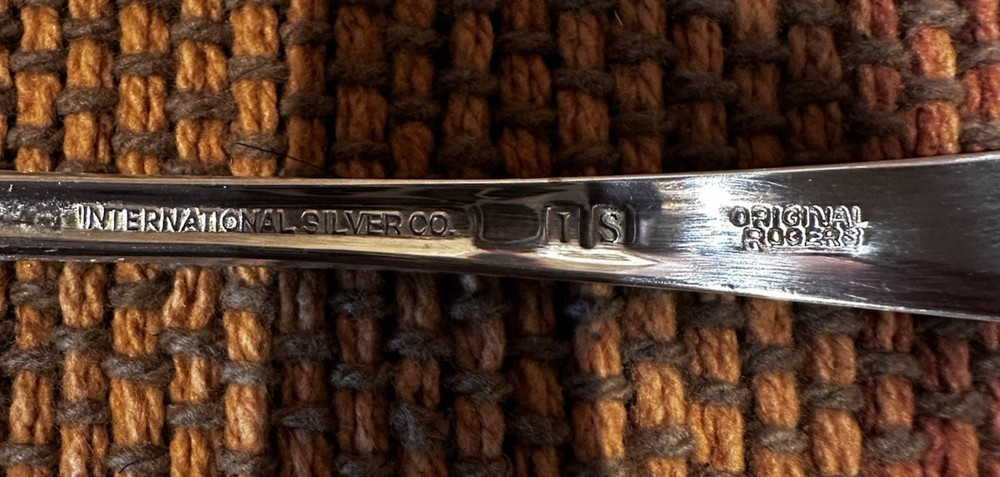 INTERNATIONAL SILVER CO. I S
ORIGINAL
ROGERS